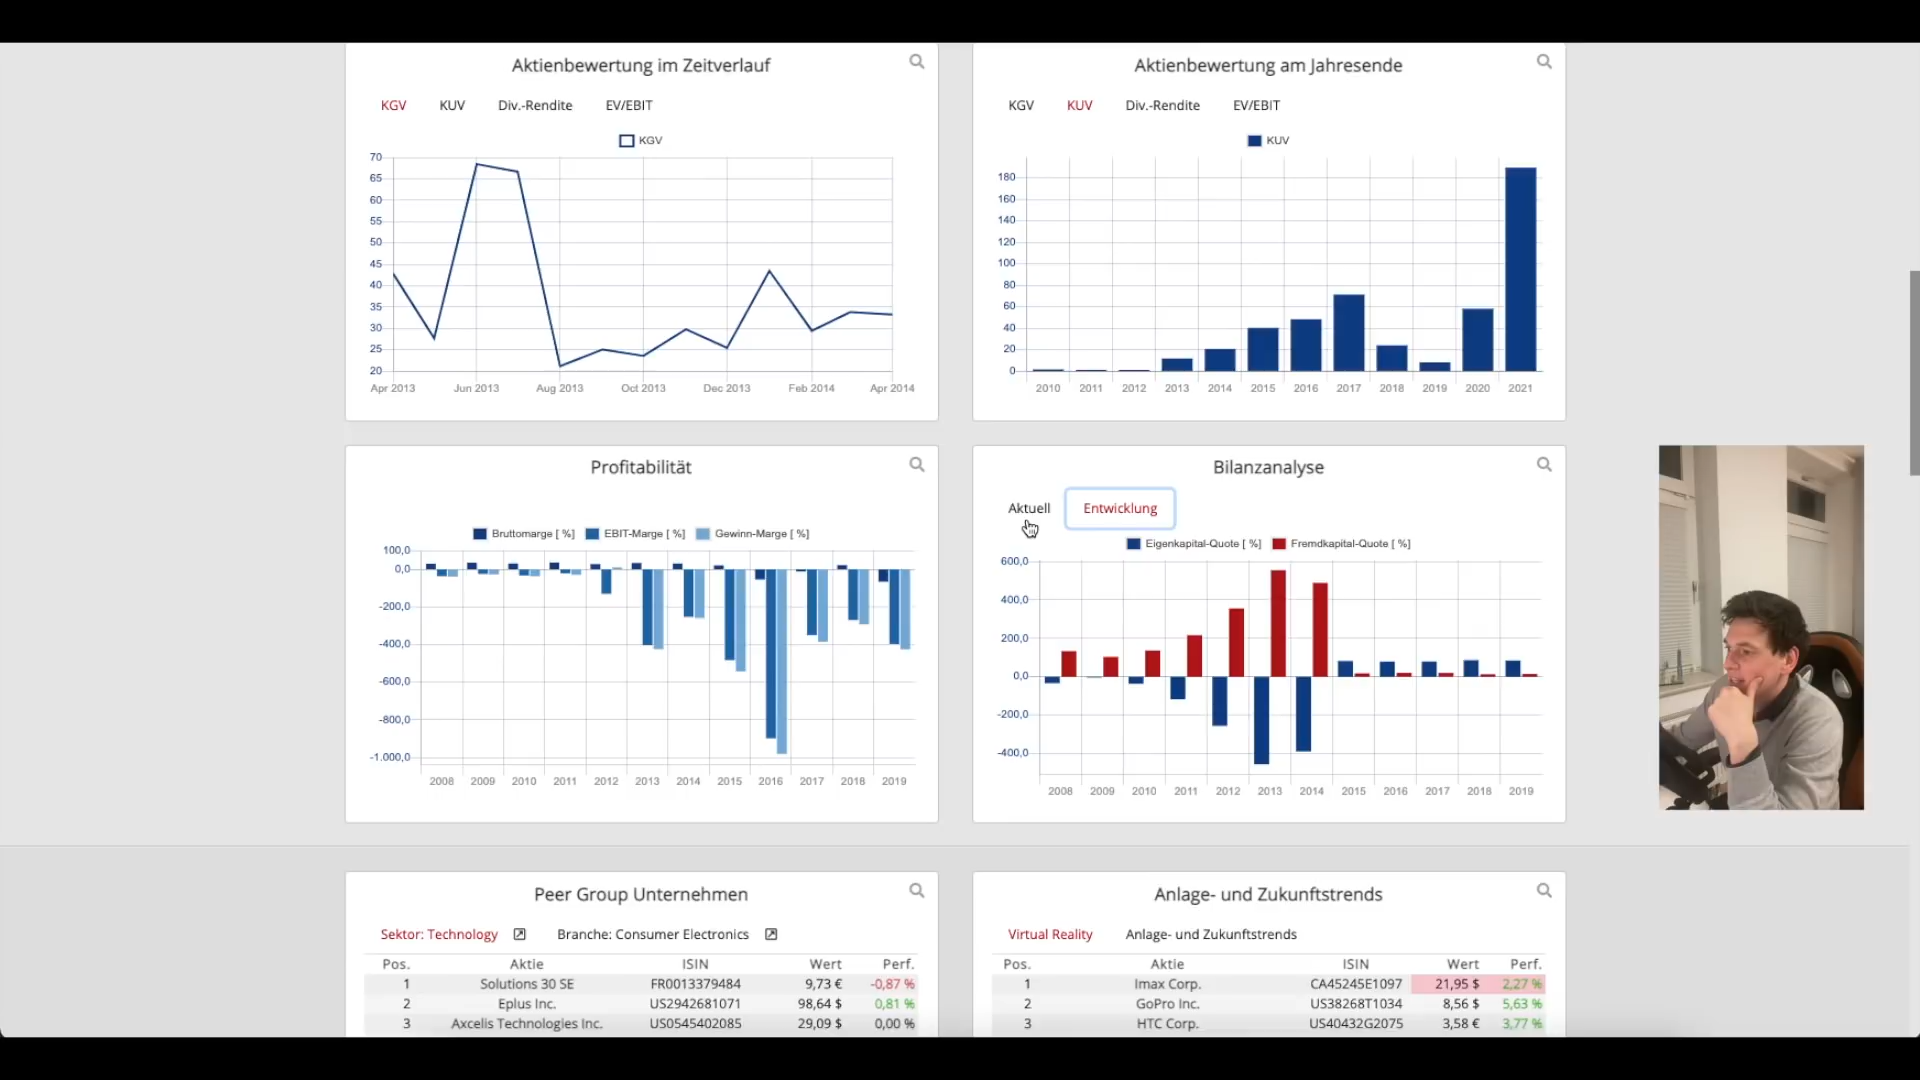 Aktienbewertung im Zeitverlauf
KGV KUV Div.-Rendite EV/EBIT
KGV
70
65
60
55
50
45
40
35
30
25
20
Apr 2013 Jun 2013 Aug 2013 Oct 2013 Dec 2013 Feb 2014 Apr 2014
Aktienbewertung am Jahresende
KGV KUV Div.-Rendite EV/EBIT
KUV
180
160
140
120
100
80
60
40
20
0
2010 2011 2012 2013 2014 2015 2016 2017 2018 2019 2020 2021
Profitabilität
Bruttomarge [ %] EBIT-Marge [ %] Gewinn-Marge [ %]
100,0
0,0
-200,0
-400,0
-600,0
-800,0
-1.000,0
2008 2009 2010 2011 2012 2013 2014 2015 2016 2017 2018 2019
Bilanzanalyse
Aktuell Entwicklung
Eigenkapital-Quote [ %] Fremdkapital-Quote [ %]
600,0
400,0
200,0
0,0
-200,0
-400,0
2008 2009 2010 2011 2012 2013 2014 2015 2016 2017 2018 2019
Peer Group Unternehmen
Sektor: Technology Branche: Consumer Electronics
Pos. Aktie ISIN Wert Perf.
1 Solutions 30 SE FR0013379484 9,73 € -0,87 %
2 Eplus Inc. US2942681071 98,64 $ 0,81 %
3 Axcelis Technologies Inc. US0545402085 29,09 $ 0,00 %
Anlage- und Zukunftstrends
Virtual Reality Anlage- und Zukunftstrends
Pos. Aktie ISIN Wert Perf.
1 Imax Corp. CA45245E1097 21,95 $ 2,27 %
2 GoPro Inc. US38268T1034 8,56 $ 5,63 %
3 HTC Corp. US40432G2075 3,58 € 3,77 %